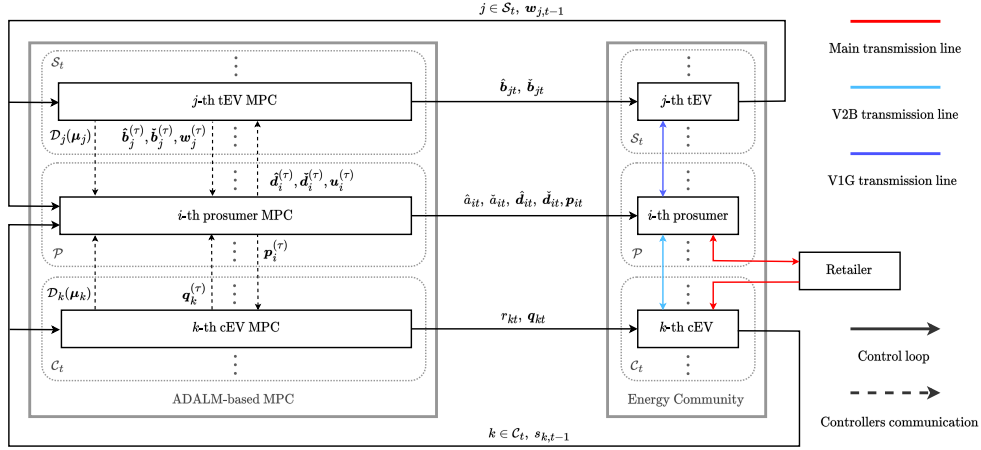 j ∈ 𝒮_t, w_{j,t−1}
Main transmission line
V2B transmission line
V1G transmission line
𝒮_t
j-th tEV MPC
b̂_{jt}, b̌_{jt}
j-th tEV
𝒮_t
𝒟_j(μ_j)
b̂_j^{(τ)}, b̌_j^{(τ)}, w_j^{(τ)}
d̂_i^{(τ)}, ď_i^{(τ)}, u_i^{(τ)}
i-th prosumer MPC
â_{it}, ǎ_{it}, d̂_{it}, ď_{it}, p_{it}
i-th prosumer
𝒫
p_i^{(τ)}
𝒫
Retailer
𝒟_k(μ_k)
q_k^{(τ)}
k-th cEV MPC
r_{kt}, q_{kt}
k-th cEV
𝒞_t
𝒞_t
ADALM-based MPC
Energy Community
k ∈ 𝒞_t, s_{k,t−1}
Control loop
Controllers communication